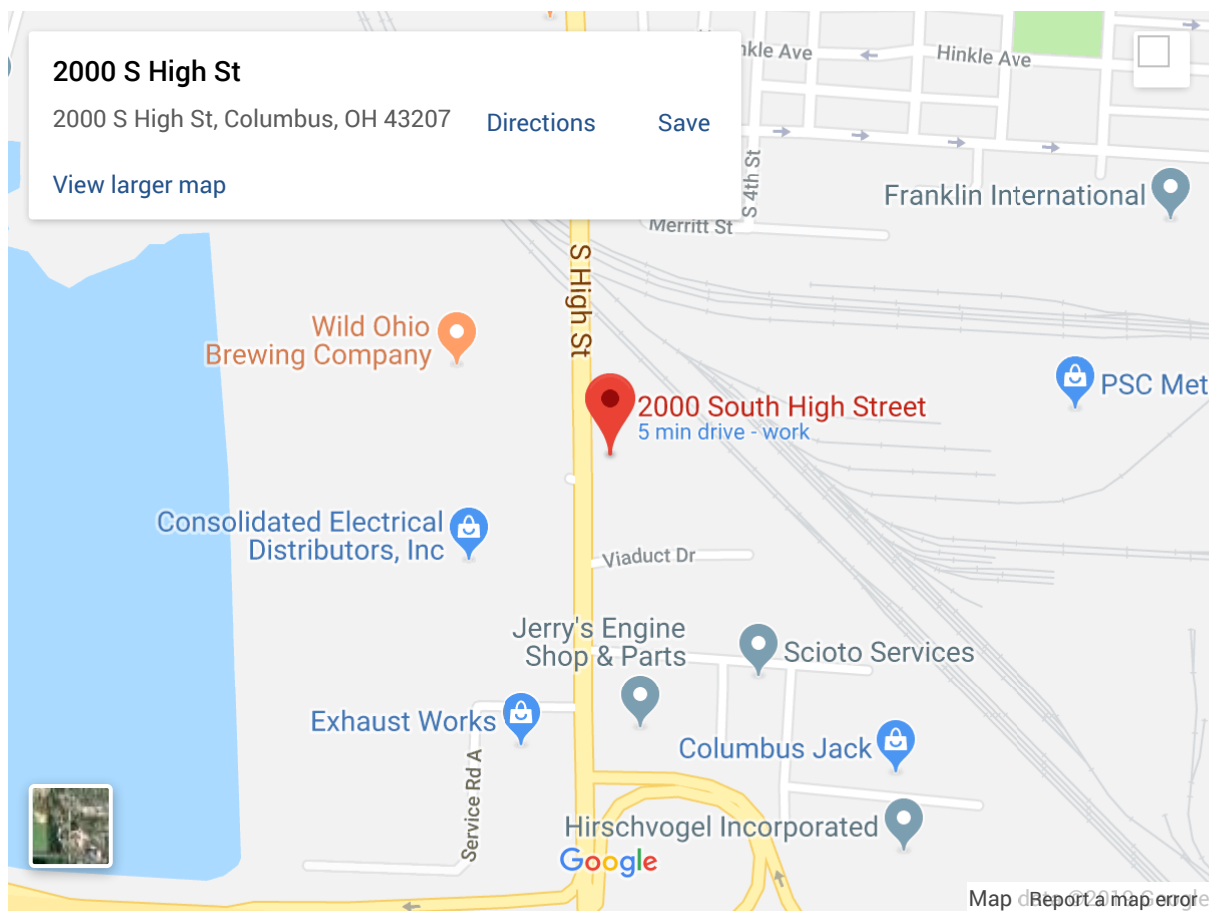 2000 S High St
2000 S High St, Columbus, OH 43207
Directions
Save
View larger map
Hinkle Ave
S 4th St
Merritt St
Franklin International
S High St
Wild Ohio
Brewing Company
2000 South High Street
5 min drive - work
PSC Met
Consolidated Electrical
Distributors, Inc
Viaduct Dr
Jerry's Engine
Shop & Parts
Scioto Services
Exhaust Works
Columbus Jack
Service Rd A
Hirschvogel Incorporated
Google
Map data ©2019 Google
Report a map error